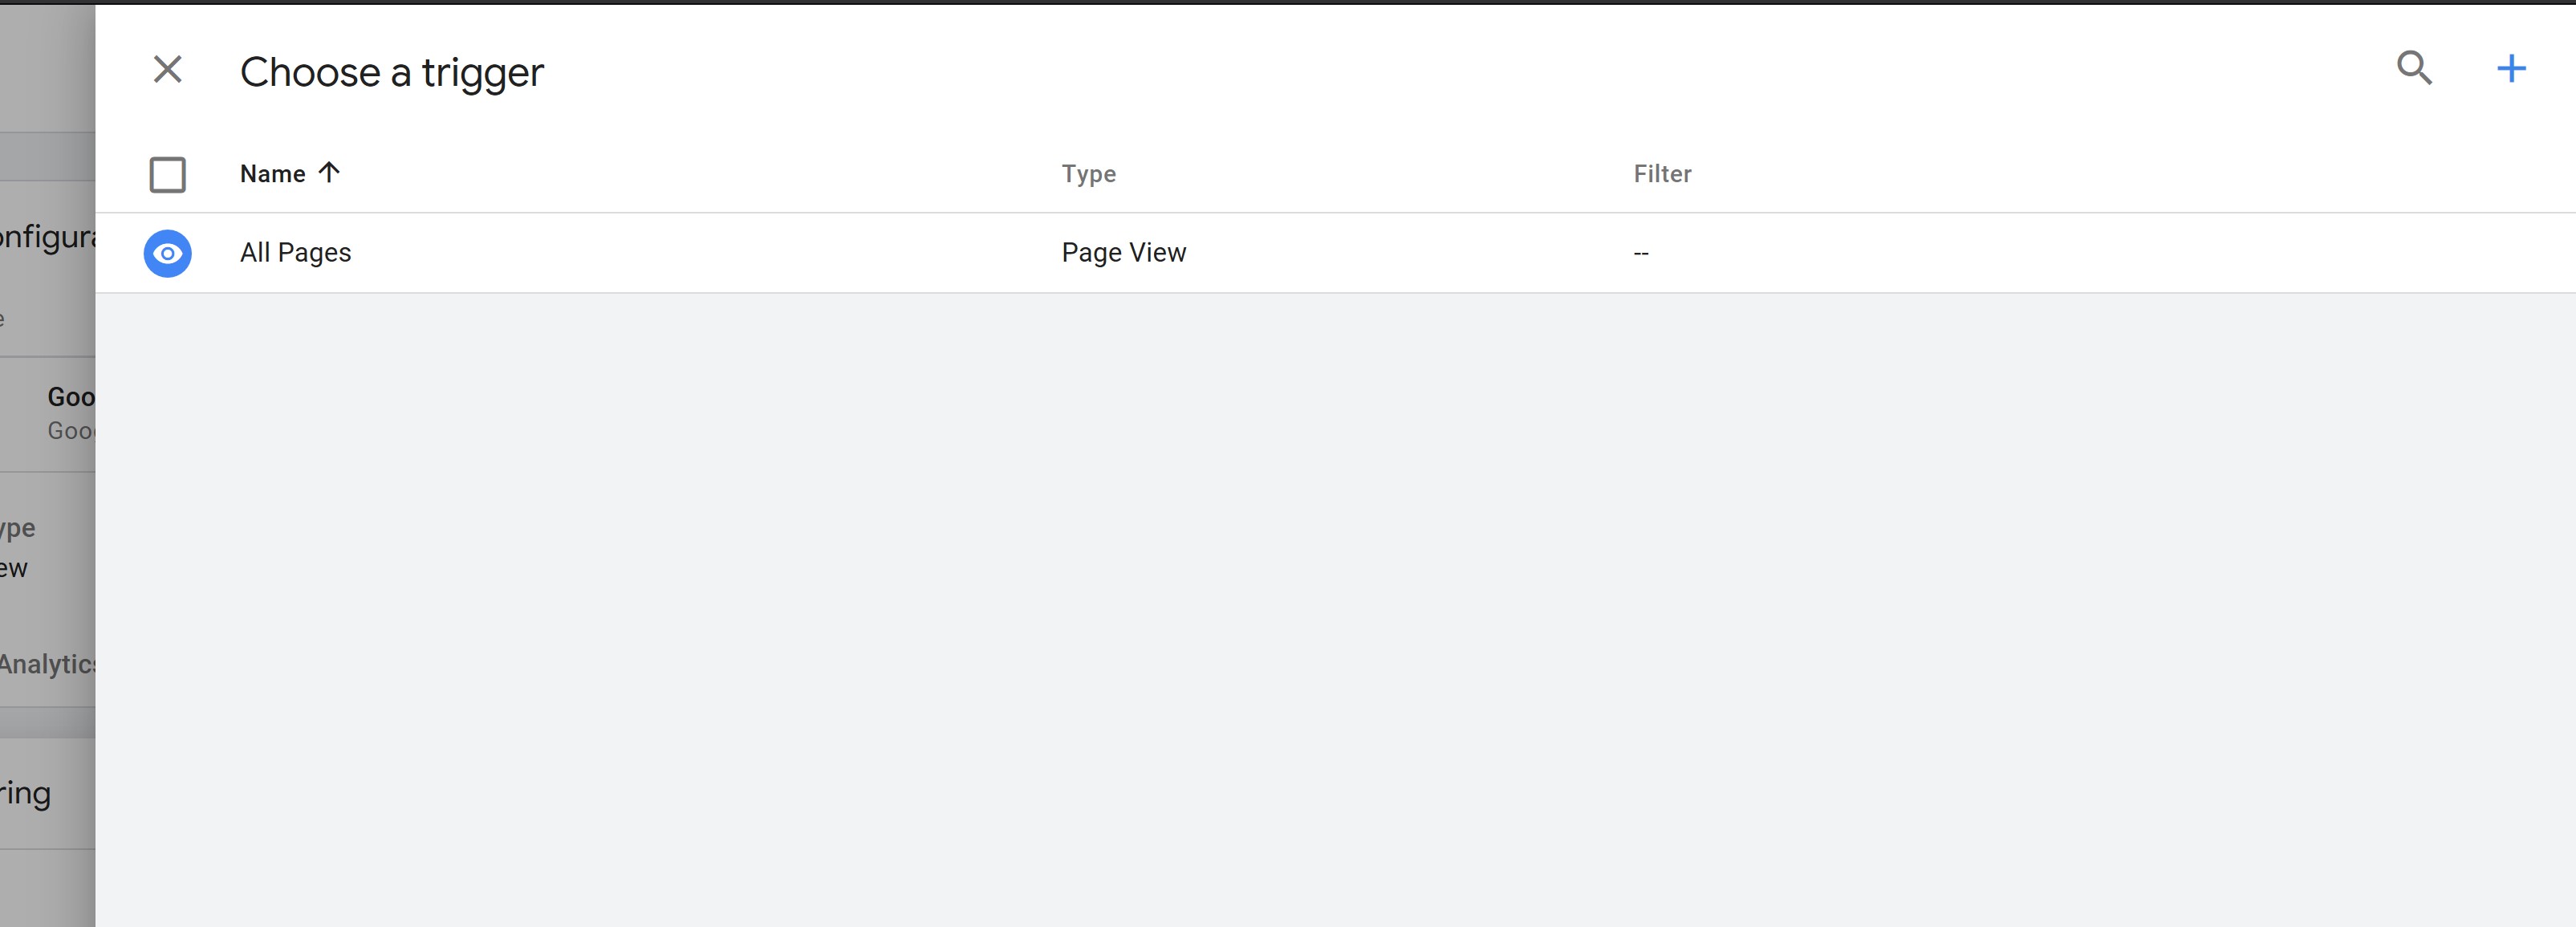 Choose a trigger
Name Type Filter
All Pages Page View --
onfigura
e
Goo
Goo
ype
ew
Analytics
ring